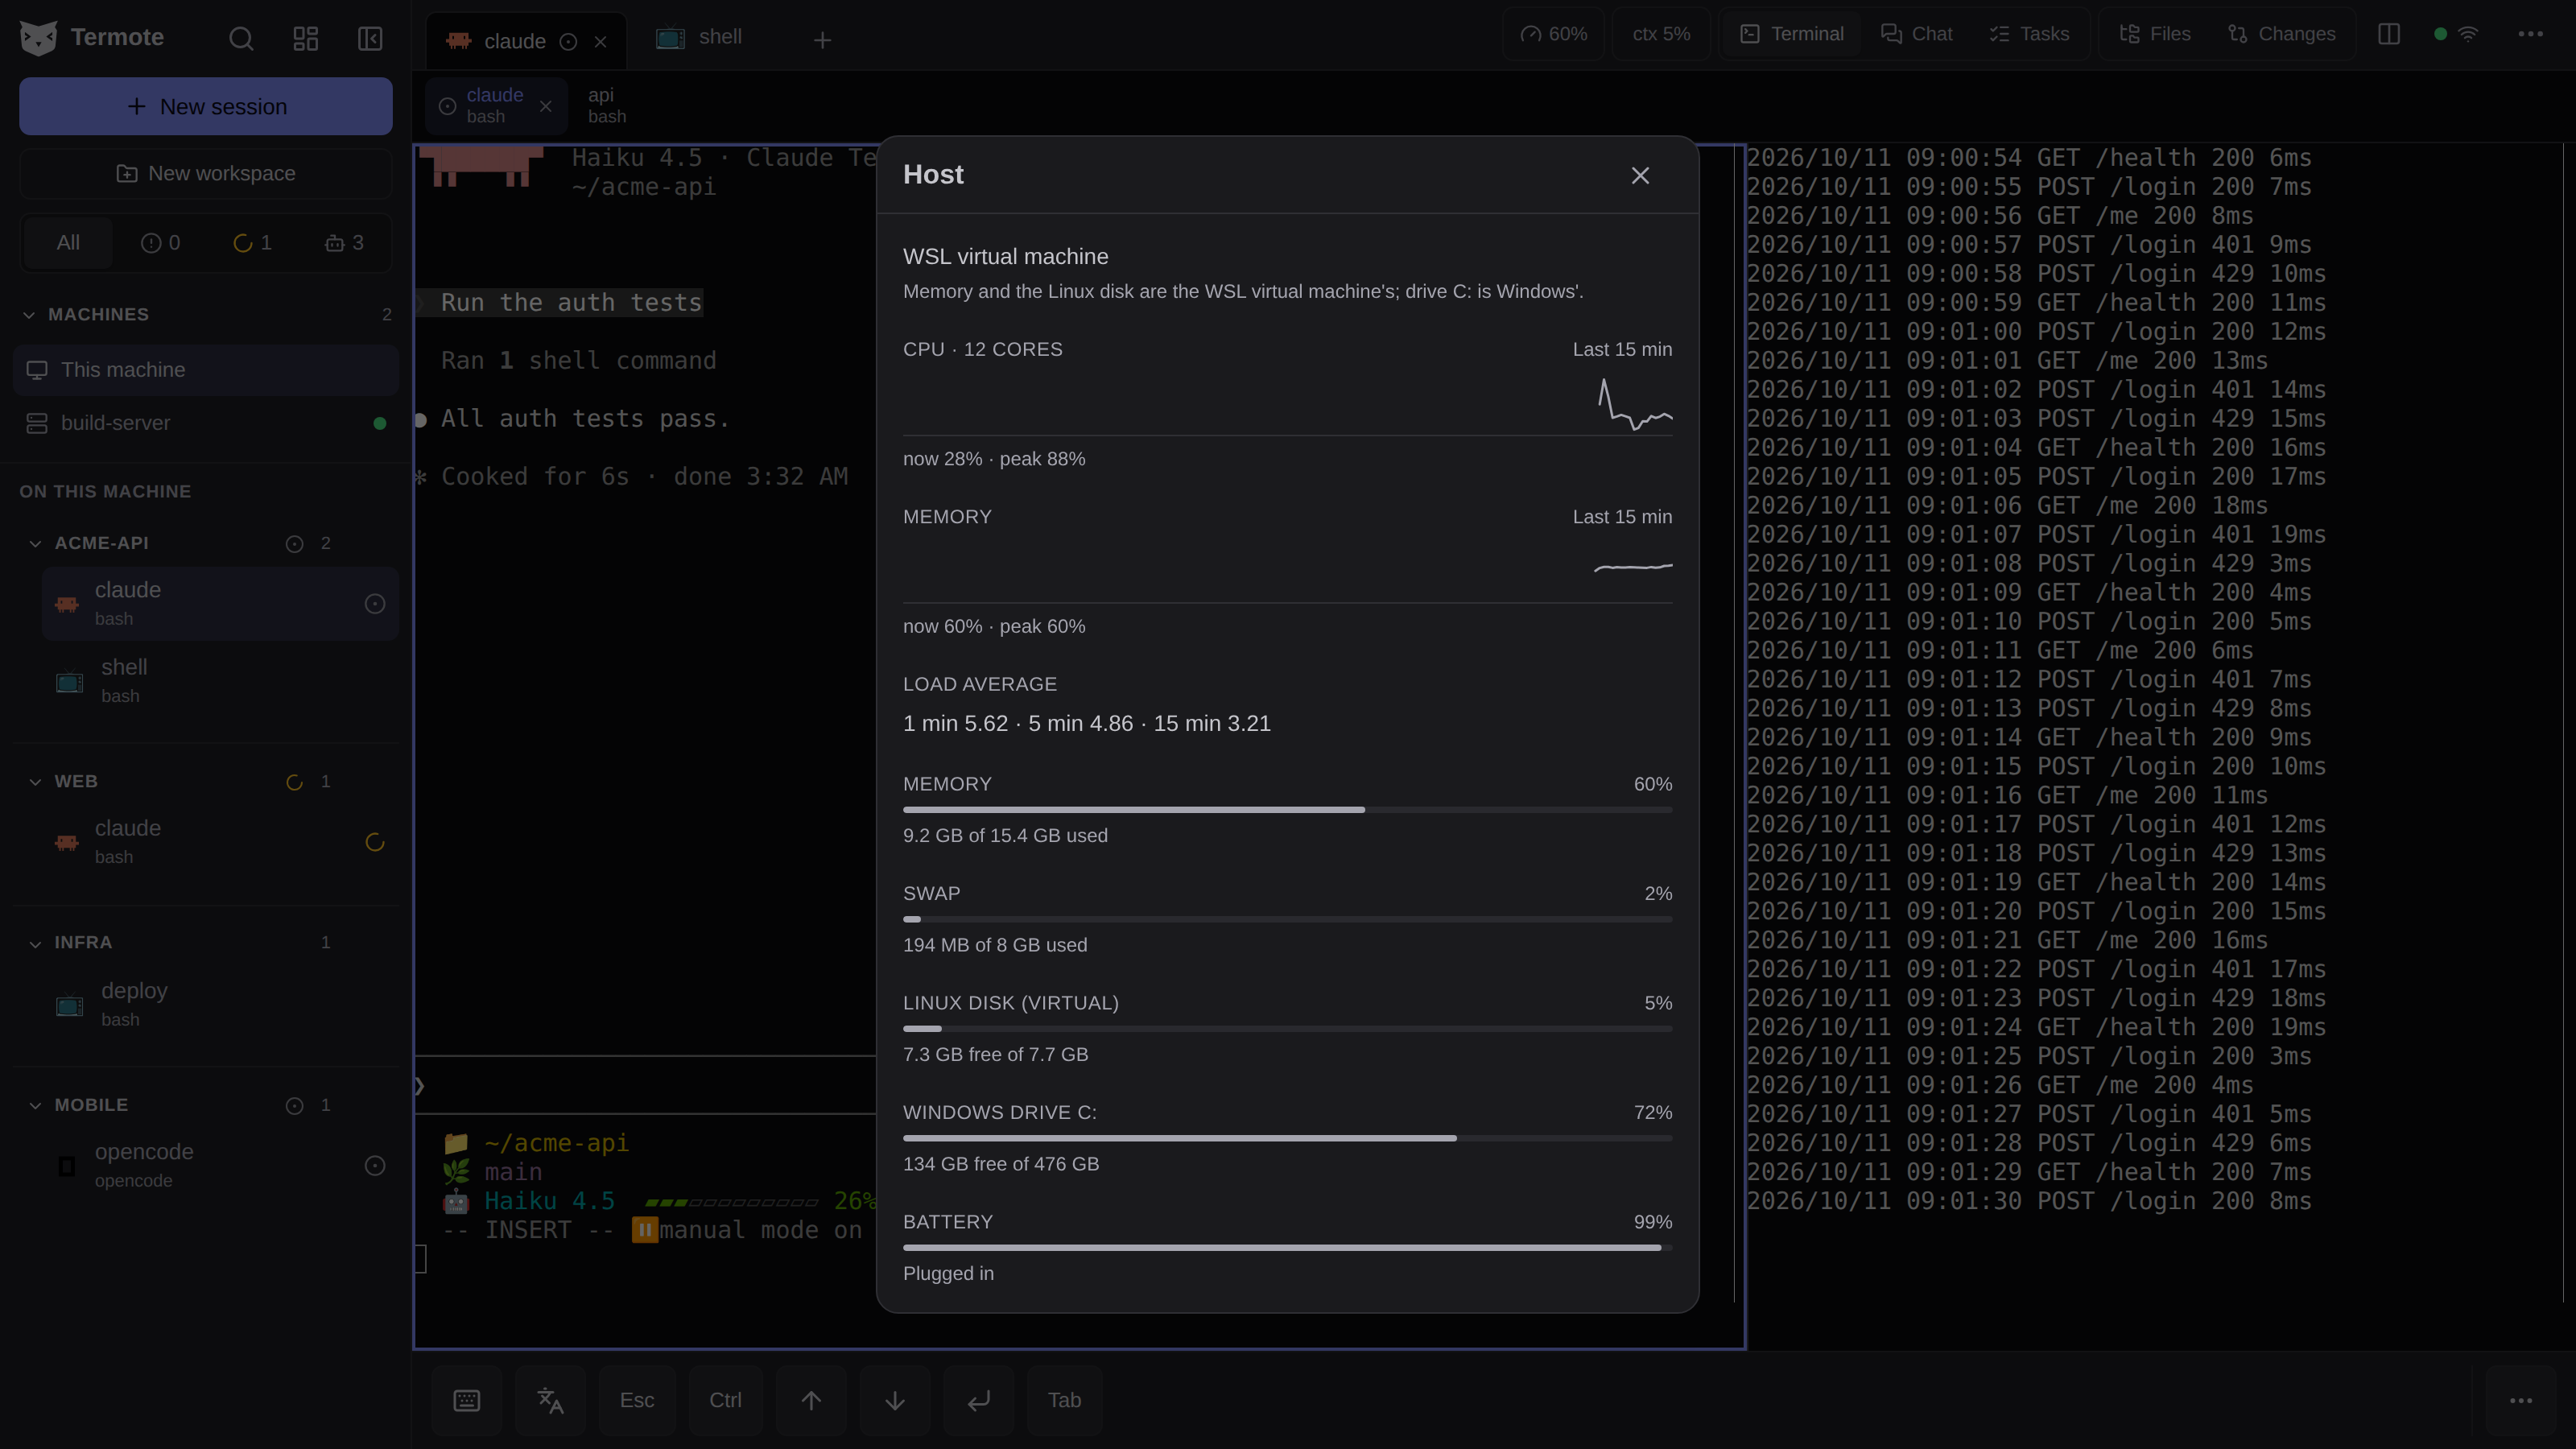 Termote
New session
New workspace
All
0
1
3
MACHINES
2
This machine
build-server
ON THIS MACHINE
ACME-API
2
claude
bash
shell
bash
WEB
1
claude
bash
INFRA
1
deploy
bash
MOBILE
1
opencode
opencode
claude
shell
60%
ctx 5%
Terminal
Chat
Tasks
Files
Changes
claude
bash
api
bash
Haiku 4.5 · Claude Te
~/acme-api
Run the auth tests
Ran 1 shell command
● All auth tests pass.
✻ Cooked for 6s · done 3:32 AM
❯
~/acme-api
main
Haiku 4.5 26%
-- INSERT -- ⏸manual mode on
Host
WSL virtual machine
Memory and the Linux disk are the WSL virtual machine's; drive C: is Windows'.
CPU · 12 CORES
Last 15 min
now 28% · peak 88%
MEMORY
Last 15 min
now 60% · peak 60%
LOAD AVERAGE
1 min 5.62 · 5 min 4.86 · 15 min 3.21
MEMORY
60%
9.2 GB of 15.4 GB used
SWAP
2%
194 MB of 8 GB used
LINUX DISK (VIRTUAL)
5%
7.3 GB free of 7.7 GB
WINDOWS DRIVE C:
72%
134 GB free of 476 GB
BATTERY
99%
Plugged in
2026/10/11 09:00:54 GET /health 200 6ms
2026/10/11 09:00:55 POST /login 200 7ms
2026/10/11 09:00:56 GET /me 200 8ms
2026/10/11 09:00:57 POST /login 401 9ms
2026/10/11 09:00:58 POST /login 429 10ms
2026/10/11 09:00:59 GET /health 200 11ms
2026/10/11 09:01:00 POST /login 200 12ms
2026/10/11 09:01:01 GET /me 200 13ms
2026/10/11 09:01:02 POST /login 401 14ms
2026/10/11 09:01:03 POST /login 429 15ms
2026/10/11 09:01:04 GET /health 200 16ms
2026/10/11 09:01:05 POST /login 200 17ms
2026/10/11 09:01:06 GET /me 200 18ms
2026/10/11 09:01:07 POST /login 401 19ms
2026/10/11 09:01:08 POST /login 429 3ms
2026/10/11 09:01:09 GET /health 200 4ms
2026/10/11 09:01:10 POST /login 200 5ms
2026/10/11 09:01:11 GET /me 200 6ms
2026/10/11 09:01:12 POST /login 401 7ms
2026/10/11 09:01:13 POST /login 429 8ms
2026/10/11 09:01:14 GET /health 200 9ms
2026/10/11 09:01:15 POST /login 200 10ms
2026/10/11 09:01:16 GET /me 200 11ms
2026/10/11 09:01:17 POST /login 401 12ms
2026/10/11 09:01:18 POST /login 429 13ms
2026/10/11 09:01:19 GET /health 200 14ms
2026/10/11 09:01:20 POST /login 200 15ms
2026/10/11 09:01:21 GET /me 200 16ms
2026/10/11 09:01:22 POST /login 401 17ms
2026/10/11 09:01:23 POST /login 429 18ms
2026/10/11 09:01:24 GET /health 200 19ms
2026/10/11 09:01:25 POST /login 200 3ms
2026/10/11 09:01:26 GET /me 200 4ms
2026/10/11 09:01:27 POST /login 401 5ms
2026/10/11 09:01:28 POST /login 429 6ms
2026/10/11 09:01:29 GET /health 200 7ms
2026/10/11 09:01:30 POST /login 200 8ms
Esc
Ctrl
Tab